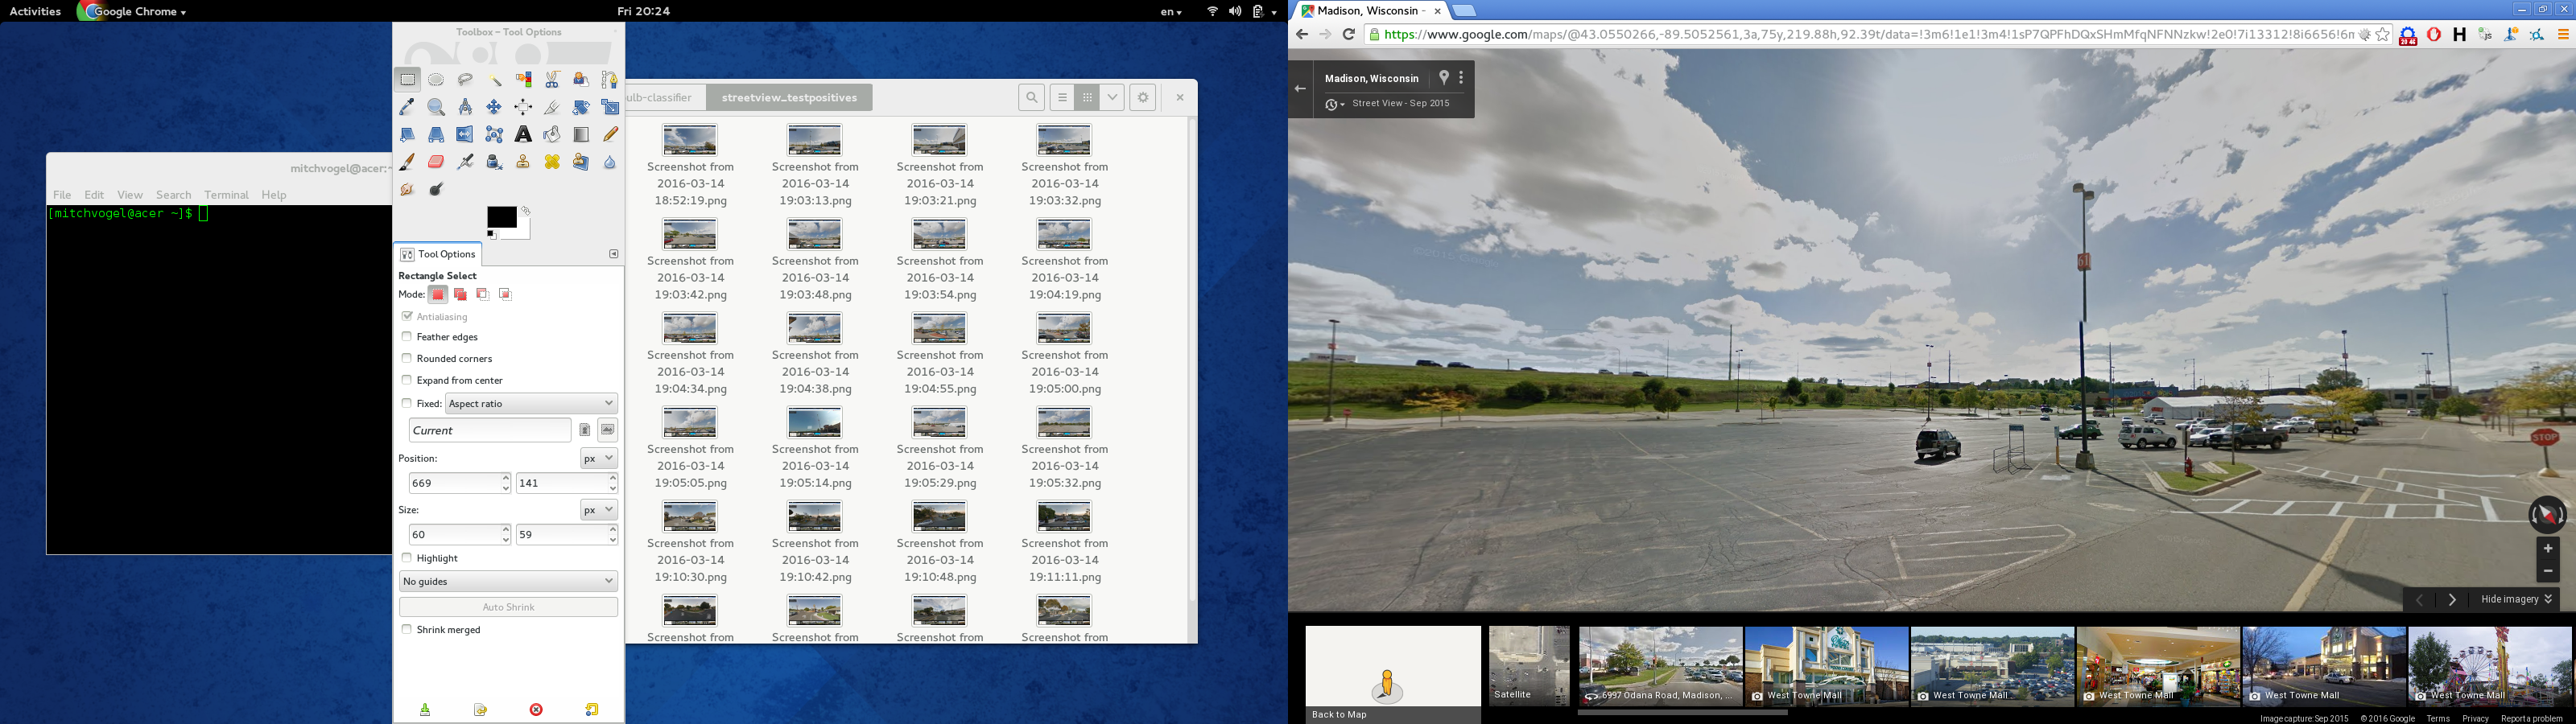 Activities
Google Chrome
Fri 20:24
en
Toolbox – Tool Options
mitchvogel@acer:~
File Edit View Search Terminal Help
[mitchvogel@acer ~]$
Tool Options
Rectangle Select
Mode:
Antialiasing
Feather edges
Rounded corners
Expand from center
Fixed: Aspect ratio
Current
Position: px
669 141
Size: px
60 59
Highlight
No guides
Auto Shrink
Shrink merged
ulb-classifier streetview_testpositives
Screenshot from Screenshot from Screenshot from Screenshot from
2016-03-14 2016-03-14 2016-03-14 2016-03-14
18:52:19.png 19:03:13.png 19:03:21.png 19:03:32.png
Screenshot from Screenshot from Screenshot from Screenshot from
2016-03-14 2016-03-14 2016-03-14 2016-03-14
19:03:42.png 19:03:48.png 19:03:54.png 19:04:19.png
Screenshot from Screenshot from Screenshot from Screenshot from
2016-03-14 2016-03-14 2016-03-14 2016-03-14
19:04:34.png 19:04:38.png 19:04:55.png 19:05:00.png
Screenshot from Screenshot from Screenshot from Screenshot from
2016-03-14 2016-03-14 2016-03-14 2016-03-14
19:05:05.png 19:05:14.png 19:05:29.png 19:05:32.png
Screenshot from Screenshot from Screenshot from Screenshot from
2016-03-14 2016-03-14 2016-03-14 2016-03-14
19:10:30.png 19:10:42.png 19:10:48.png 19:11:11.png
Screenshot from Screenshot from Screenshot from Screenshot from
Madison, Wisconsin -
https://www.google.com/maps/@43.0550266,-89.5052561,3a,75y,219.88h,92.39t/data=!3m6!1e1!3m4!1sP7QPFhDQxSHmMfqNFNNzkw!2e0!7i13312!8i6656!6m
20:46
Madison, Wisconsin
Street View - Sep 2015
STOP
Hide imagery
Back to Map
Satellite
6997 Odana Road, Madison, ...
West Towne Mall
West Towne Mall
West Towne Mall
West Towne Mall
West Towne Mall
Image capture: Sep 2015 © 2016 Google Terms Privacy Report a problem